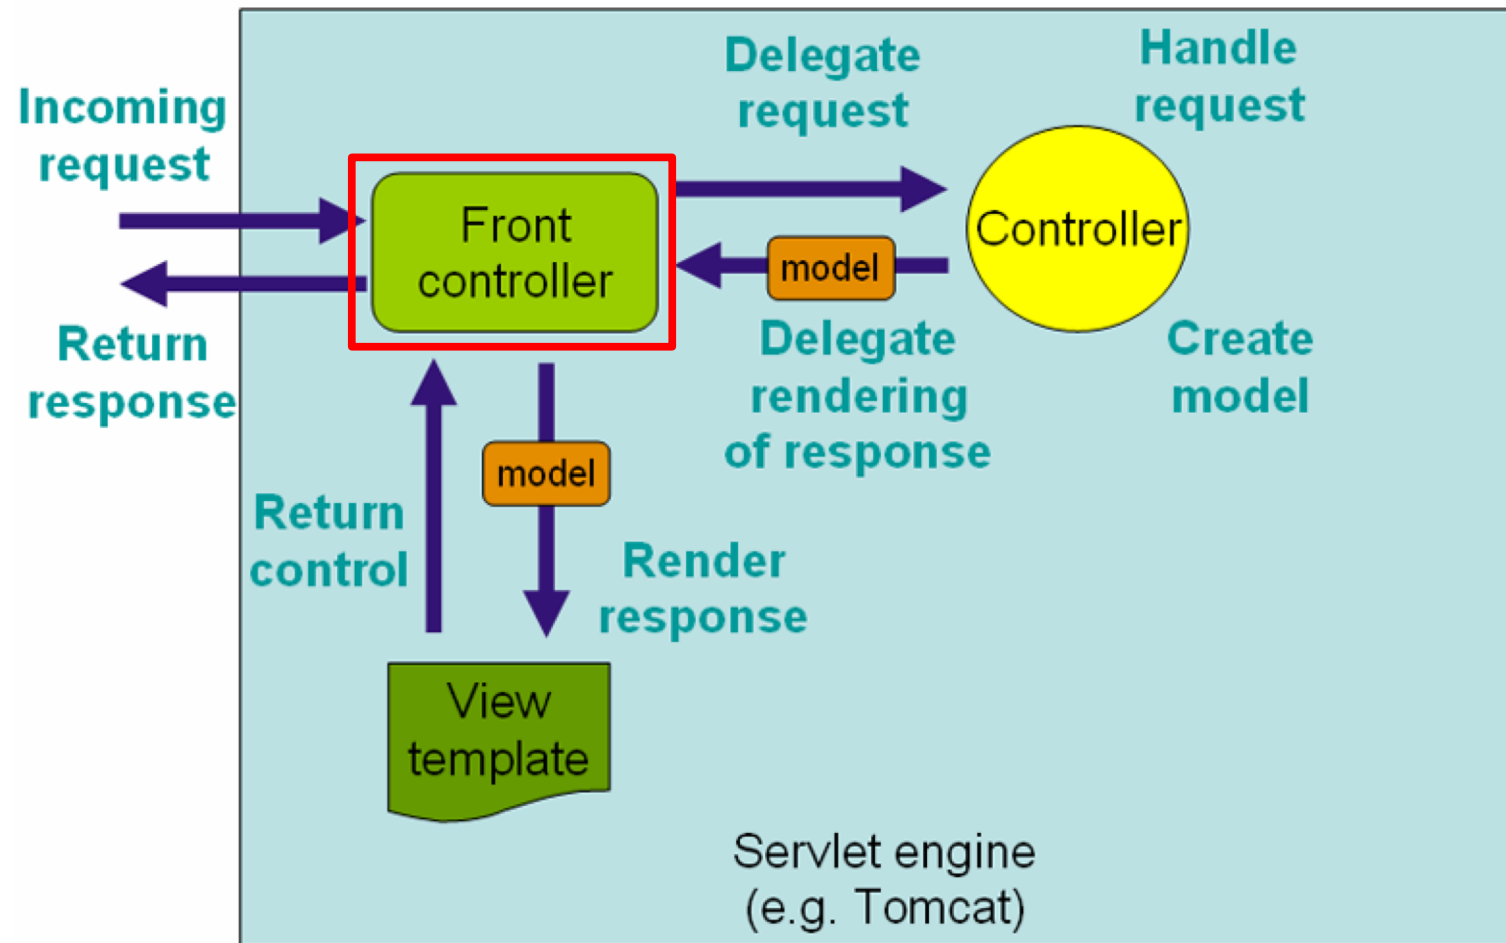 Incoming
request
Return
response
Front
controller
Delegate
request
Handle
request
Controller
model
Delegate
rendering
of response
Create
model
Return
control
model
Render
response
View
template
Servlet engine
(e.g. Tomcat)